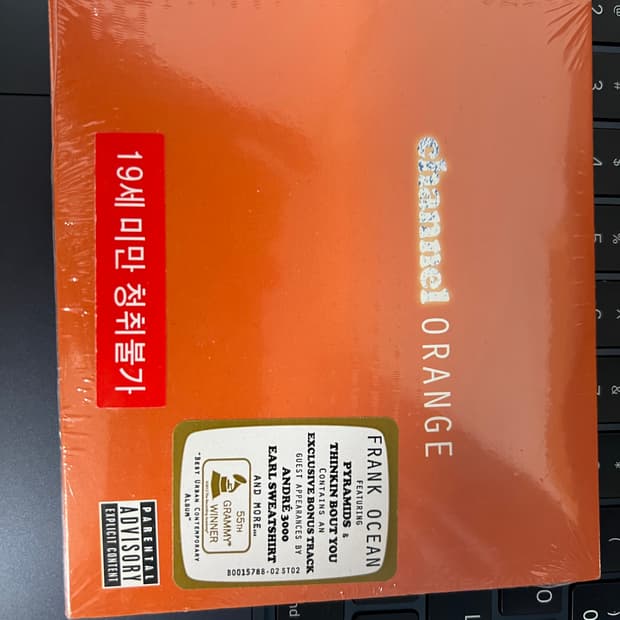 channel ORANGE
19세 미만 청취불가
FRANK OCEAN
FEATURING
PYRAMIDS &
THINKIN BOUT YOU
CONTAINS AN
EXCLUSIVE BONUS TRACK
GUEST APPEARANCES BY
ANDRÉ 3000
EARL SWEATSHIRT
AND MORE...
55TH
GRAMMY®
WINNER
"BEST URBAN CONTEMPORARY
ALBUM"
B0015788-02 ST02
PARENTAL
ADVISORY
EXPLICIT CONTENT